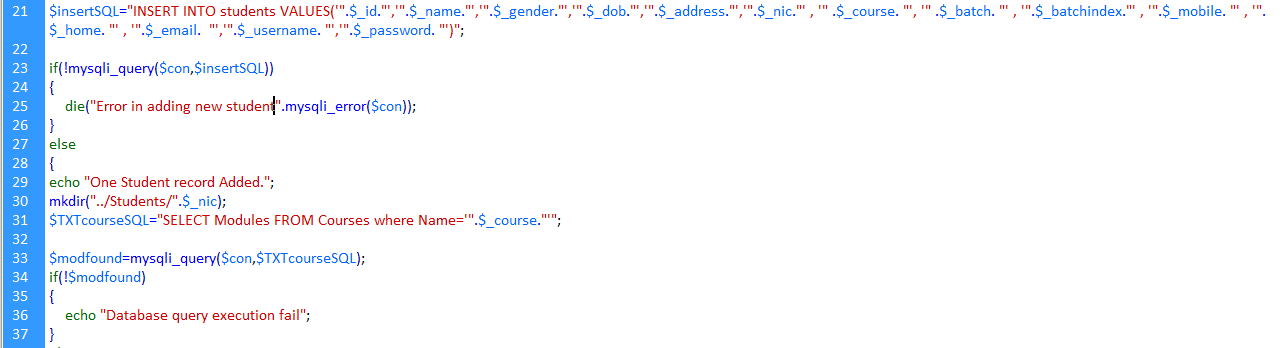 21 $insertSQL="INSERT INTO students VALUES('".$_id."','".$_name."','".$_gender."','".$_dob."','".$_address."','".$_nic."' , '" .$_course. "', '" .$_batch. "' , '".$_batchindex."' , '".$_mobile. "' , '".
$_home. "' , '".$_email.  "','".$_username. "','".$_password. "')";
22
23 if(!mysqli_query($con,$insertSQL))
24 {
25     die("Error in adding new student".mysqli_error($con));
26 }
27 else
28 {
29 echo "One Student record Added.";
30 mkdir("../Students/".$_nic);
31 $TXTcourseSQL="SELECT Modules FROM Courses where Name='".$_course."'";
32
33 $modfound=mysqli_query($con,$TXTcourseSQL);
34 if(!$modfound)
35 {
36     echo "Database query execution fail";
37 }